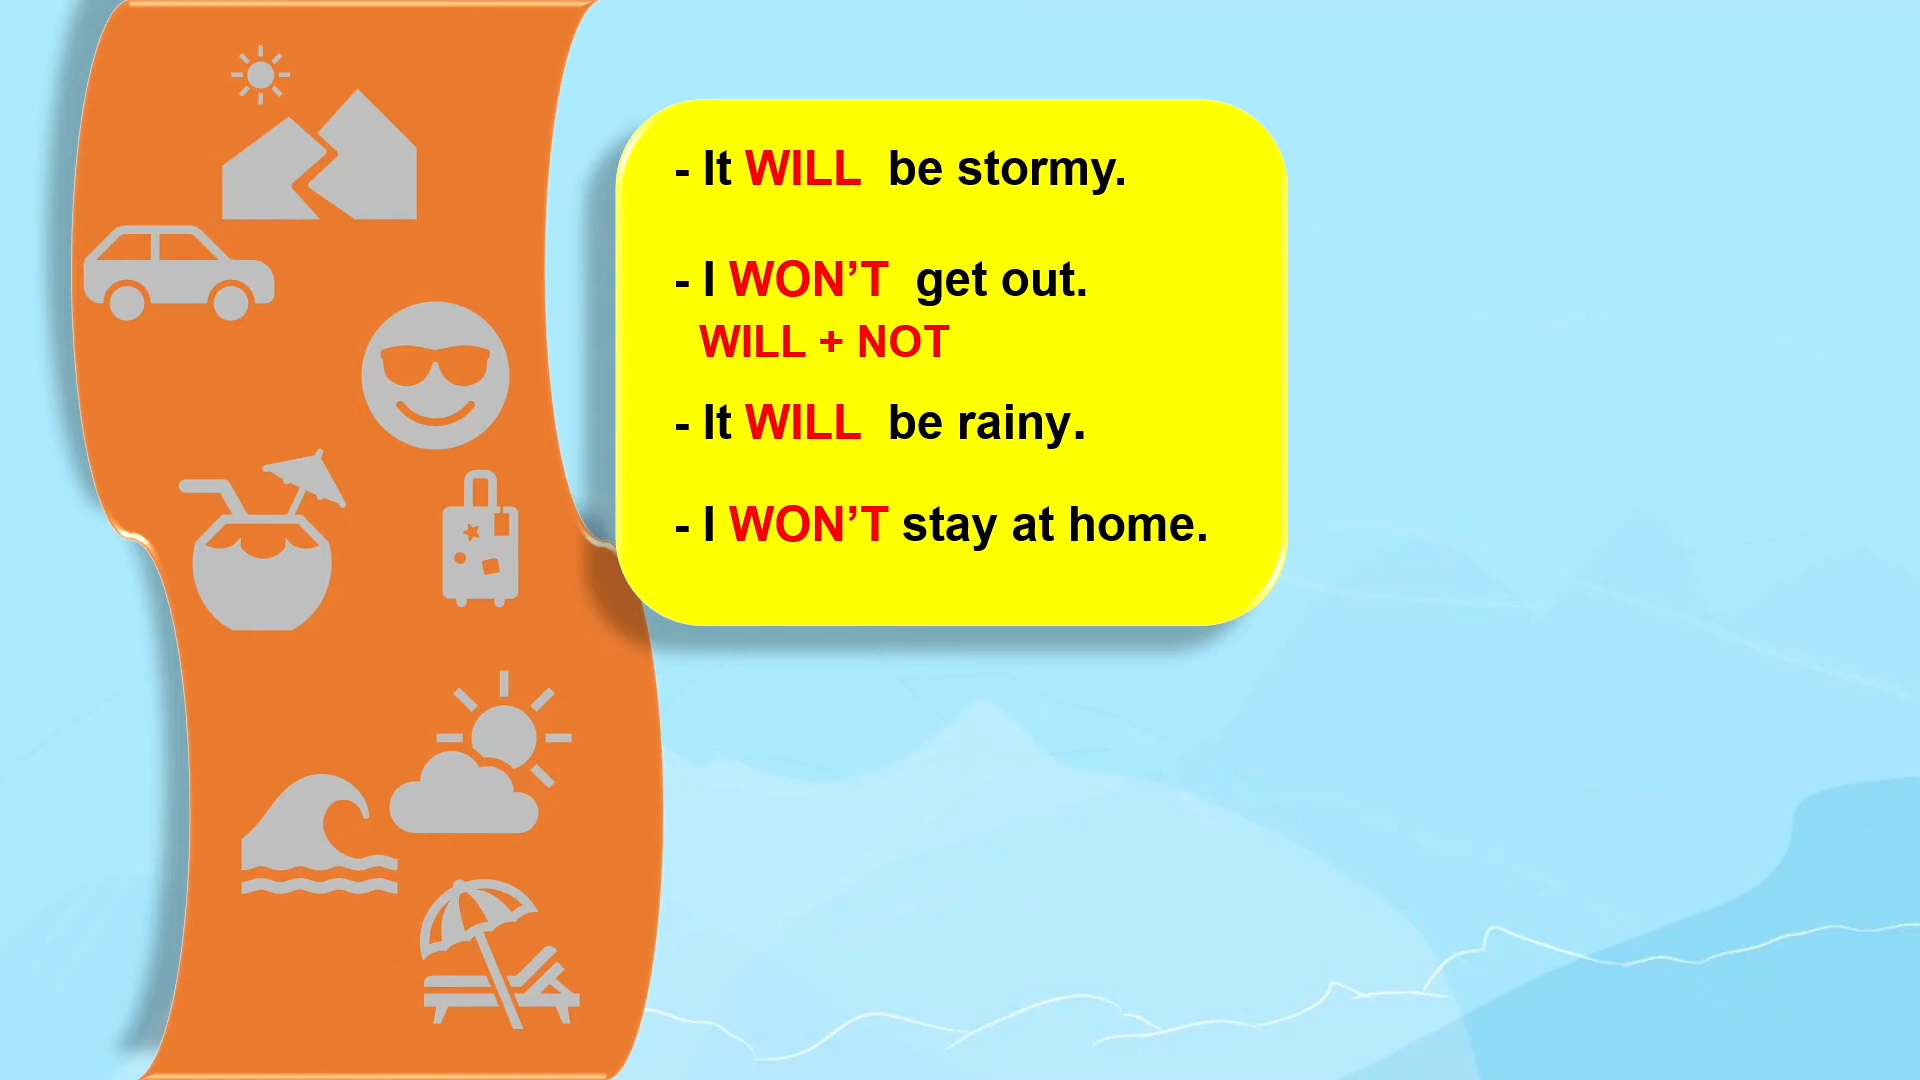 - It WILL be stormy.
- I WON’T get out.
WILL + NOT
- It WILL be rainy.
- I WON’T stay at home.